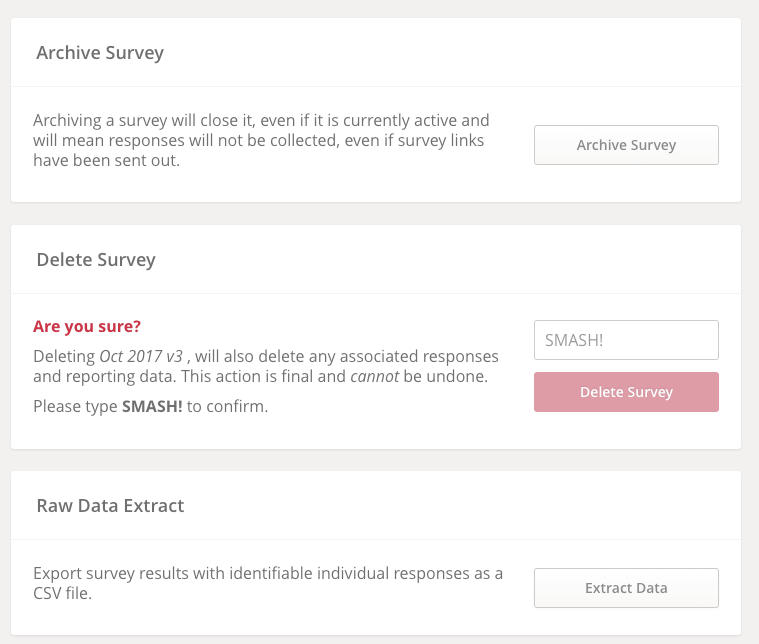 Archive Survey
Archiving a survey will close it, even if it is currently active and
will mean responses will not be collected, even if survey links
have been sent out.
Archive Survey
Delete Survey
Are you sure?
Deleting Oct 2017 v3 , will also delete any associated responses
and reporting data. This action is final and cannot be undone.
Please type SMASH! to confirm.
SMASH!
Delete Survey
Raw Data Extract
Export survey results with identifiable individual responses as a
CSV file.
Extract Data